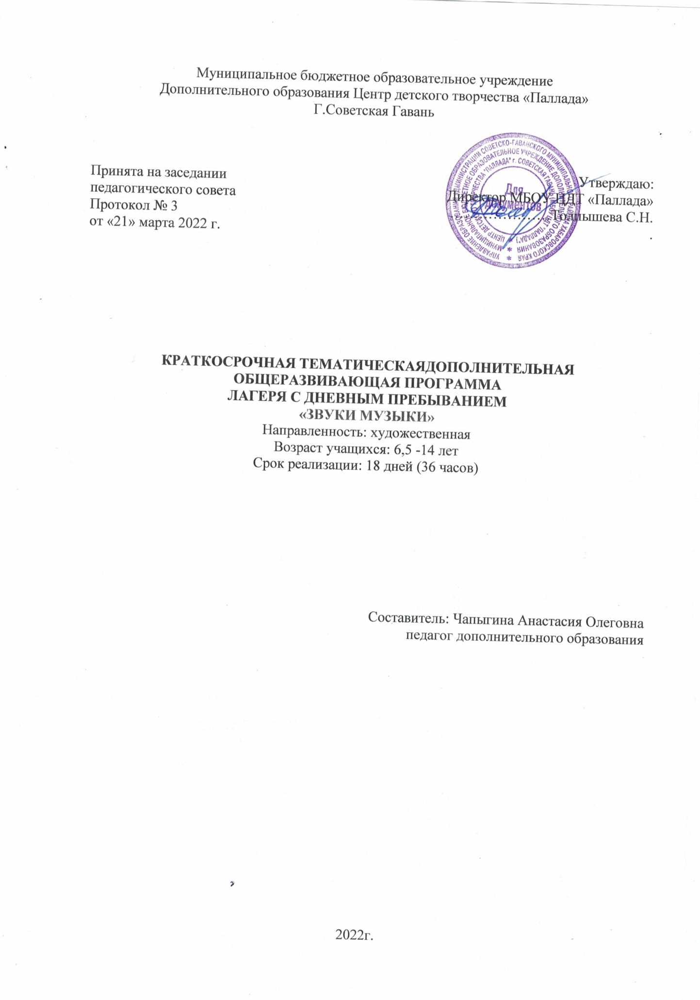 Муниципальное бюджетное образовательное учреждение
Дополнительного образования Центр детского творчества «Паллада»
Г.Советская Гавань
Принята на заседании
педагогического совета
Протокол № 3
от «21» марта 2022 г.
Утверждаю:
Директор МБОУ ЦДТ «Паллада»
Толпышева С.Н.
УПРАВЛЕНИЕ ОБРАЗОВАНИЯ АДМИНИСТРАЦИИ СОВЕТСКО-ГАВАНСКОГО МУНИЦИПАЛЬНОГО РАЙОНА ХАБАРОВСКОГО КРАЯ
МУНИЦИПАЛЬНОЕ БЮДЖЕТНОЕ ОБРАЗОВАТЕЛЬНОЕ УЧРЕЖДЕНИЕ ДОПОЛНИТЕЛЬНОГО ОБРАЗОВАНИЯ
ЦЕНТР ДЕТСКОГО ТВОРЧЕСТВА "ПАЛЛАДА" г. СОВЕТСКАЯ ГАВАНЬ (МБОУ ЦДТ "ПАЛЛАДА")
Для
документов
КРАТКОСРОЧНАЯ ТЕМАТИЧЕСКАЯДОПОЛНИТЕЛЬНАЯ
ОБЩЕРАЗВИВАЮЩАЯ ПРОГРАММА
ЛАГЕРЯ С ДНЕВНЫМ ПРЕБЫВАНИЕМ
«ЗВУКИ МУЗЫКИ»
Направленность: художественная
Возраст учащихся: 6,5 -14 лет
Срок реализации: 18 дней (36 часов)
Составитель: Чапыгина Анастасия Олеговна
педагог дополнительного образования
2022г.